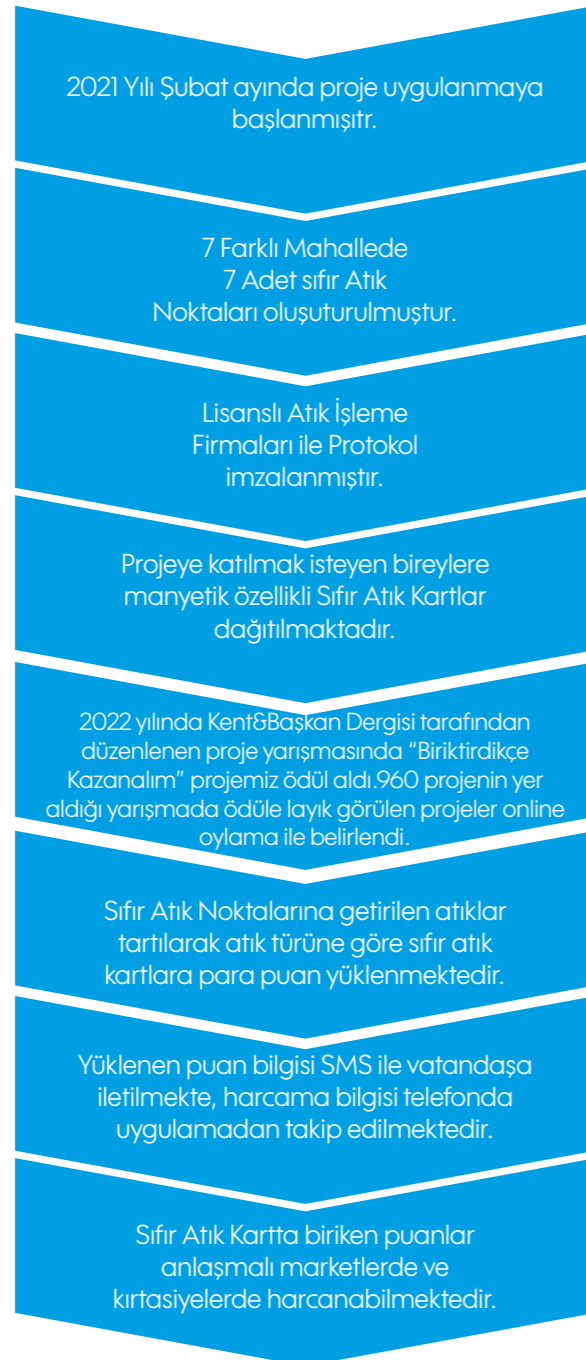 2021 Yılı Şubat ayında proje uygulanmaya
başlanmışıtr.
7 Farklı Mahallede
7 Adet sıfır Atık
Noktaları oluşuturulmuştur.
Lisanslı Atık İşleme
Firmaları ile Protokol
imzalanmıştır.
Projeye katılmak isteyen bireylere
manyetik özellikli Sıfır Atık Kartlar
dağıtılmaktadır.
2022 yılında Kent&Başkan Dergisi tarafından
düzenlenen proje yarışmasında “Biriktirdikçe
Kazanalım” projemiz ödül aldı.960 projenin yer
aldığı yarışmada ödüle layık görülen projeler online
oylama ile belirlendi.
Sıfır Atık Noktalarına getirilen atıklar
tartılarak atık türüne göre sıfır atık
kartlara para puan yüklenmektedir.
Yüklenen puan bilgisi SMS ile vatandaşa
iletilmekte, harcama bilgisi telefonda
uygulamadan takip edilmektedir.
Sıfır Atık Kartta biriken puanlar
anlaşmalı marketlerde ve
kırtasiyelerde harcanabilmektedir.